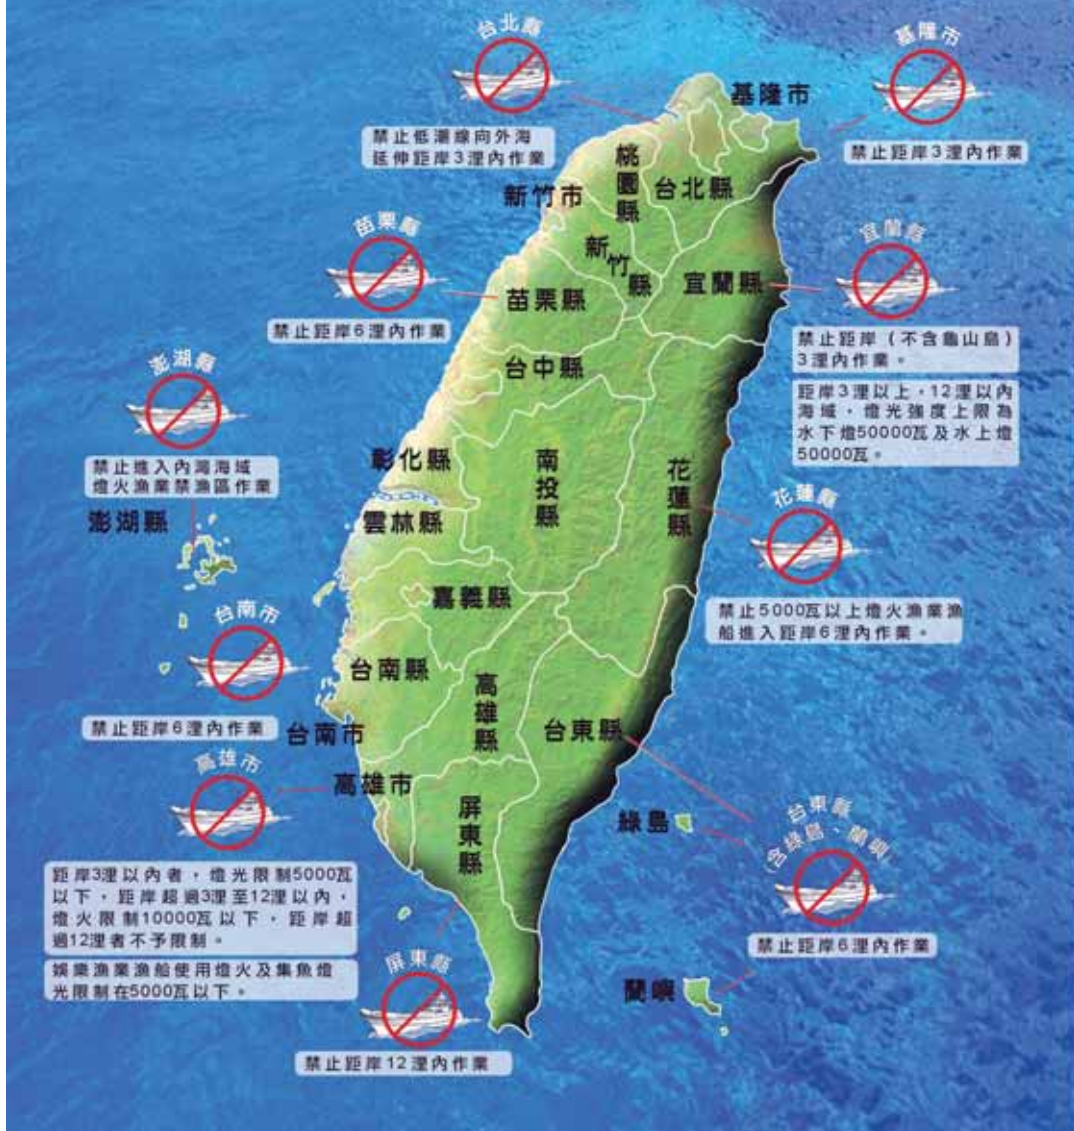 台北縣
禁止低潮線向外海
延伸距岸3浬內作業
基隆市
禁止距岸3浬內作業
基隆市
桃園縣
台北縣
新竹市
新竹縣
宜蘭縣
苗栗縣
苗栗縣
禁止距岸6浬內作業
宜蘭縣
禁止距岸（不含龜山島）
3浬內作業。
距岸3浬以上，12浬以內
海域，燈光強度上限為
水下燈50000瓦及水上燈
50000瓦。
台中縣
澎湖縣
禁止進入內灣海域
燈火漁業禁漁區作業
澎湖縣
彰化縣
南投縣
花蓮縣
雲林縣
花蓮縣
禁止5000瓦以上燈火漁業漁
船進入距岸6浬內作業。
嘉義縣
台南市
禁止距岸6浬內作業
台南縣
台南市
高雄縣
台東縣
高雄市
高雄市
距岸3浬以內者，燈光限制5000瓦
以下，距岸超過3浬至12浬以內，
燈火限制10000瓦以下，距岸超
過12浬者不予限制。
娛樂漁業漁船使用燈火及集魚燈
光限制在5000瓦以下。
屏東縣
綠島
台東縣
(含綠島、蘭嶼)
禁止距岸6浬內作業
蘭嶼
屏東縣
禁止距岸12浬內作業